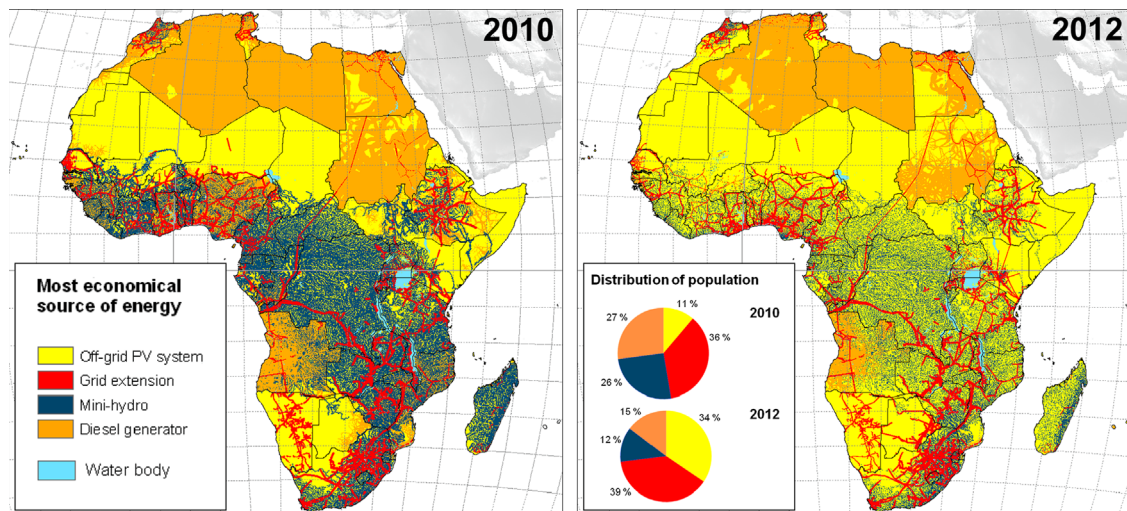 2010
Most economical
source of energy
Off-grid PV system
Grid extension
Mini-hydro
Diesel generator
Water body
2012
Distribution of population
2010
11 %
27 %
36 %
26 %
2012
15 %
34 %
12 %
39 %